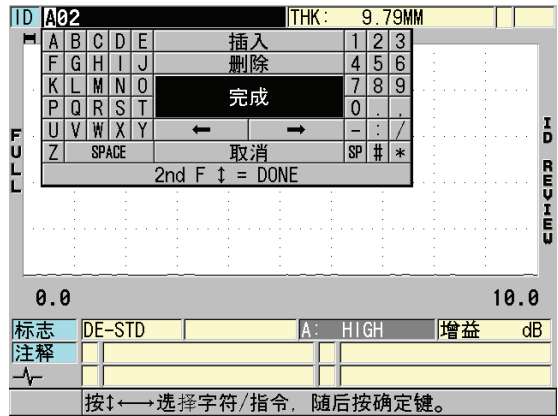 ID A02 THK: 9.79MM
A B C D E 插入 1 2 3
F G H I J 删除 4 5 6
K L M N O 完成 7 8 9
P Q R S T 0 . ,
U V W X Y ← → - : /
Z SPACE 取消 SP # *
2nd F ↕ = DONE
FULL
ID REVIEW
0.0 10.0
标志 DE-STD A: HIGH 增益 dB
注释
按↕←→选择字符/指令, 随后按确定键。